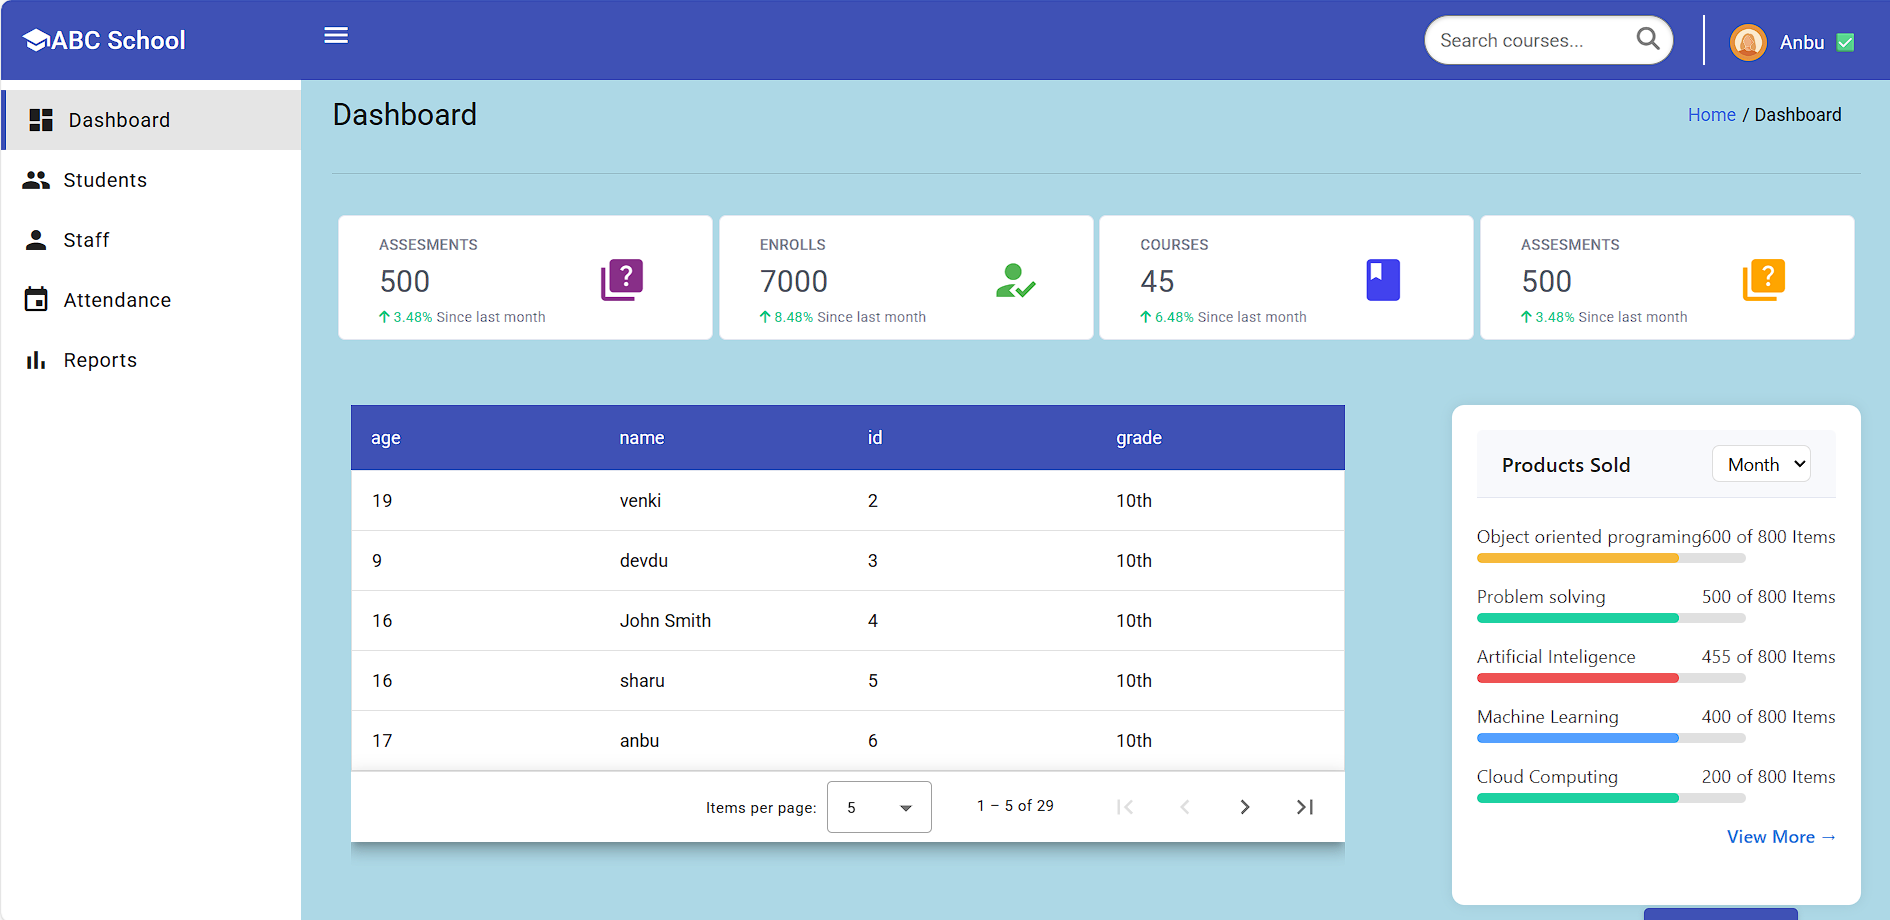 ABC School
Search courses...
Anbu
Dashboard
Students
Staff
Attendance
Reports
Dashboard
Home / Dashboard
ASSESMENTS
500
3.48% Since last month
ENROLLS
7000
8.48% Since last month
COURSES
45
6.48% Since last month
ASSESMENTS
500
3.48% Since last month
age name id grade
19 venki 2 10th
9 devdu 3 10th
16 John Smith 4 10th
16 sharu 5 10th
17 anbu 6 10th
Items per page: 5 1 – 5 of 29
Products Sold Month
Object oriented programing600 of 800 Items
Problem solving 500 of 800 Items
Artificial Inteligence 455 of 800 Items
Machine Learning 400 of 800 Items
Cloud Computing 200 of 800 Items
View More →